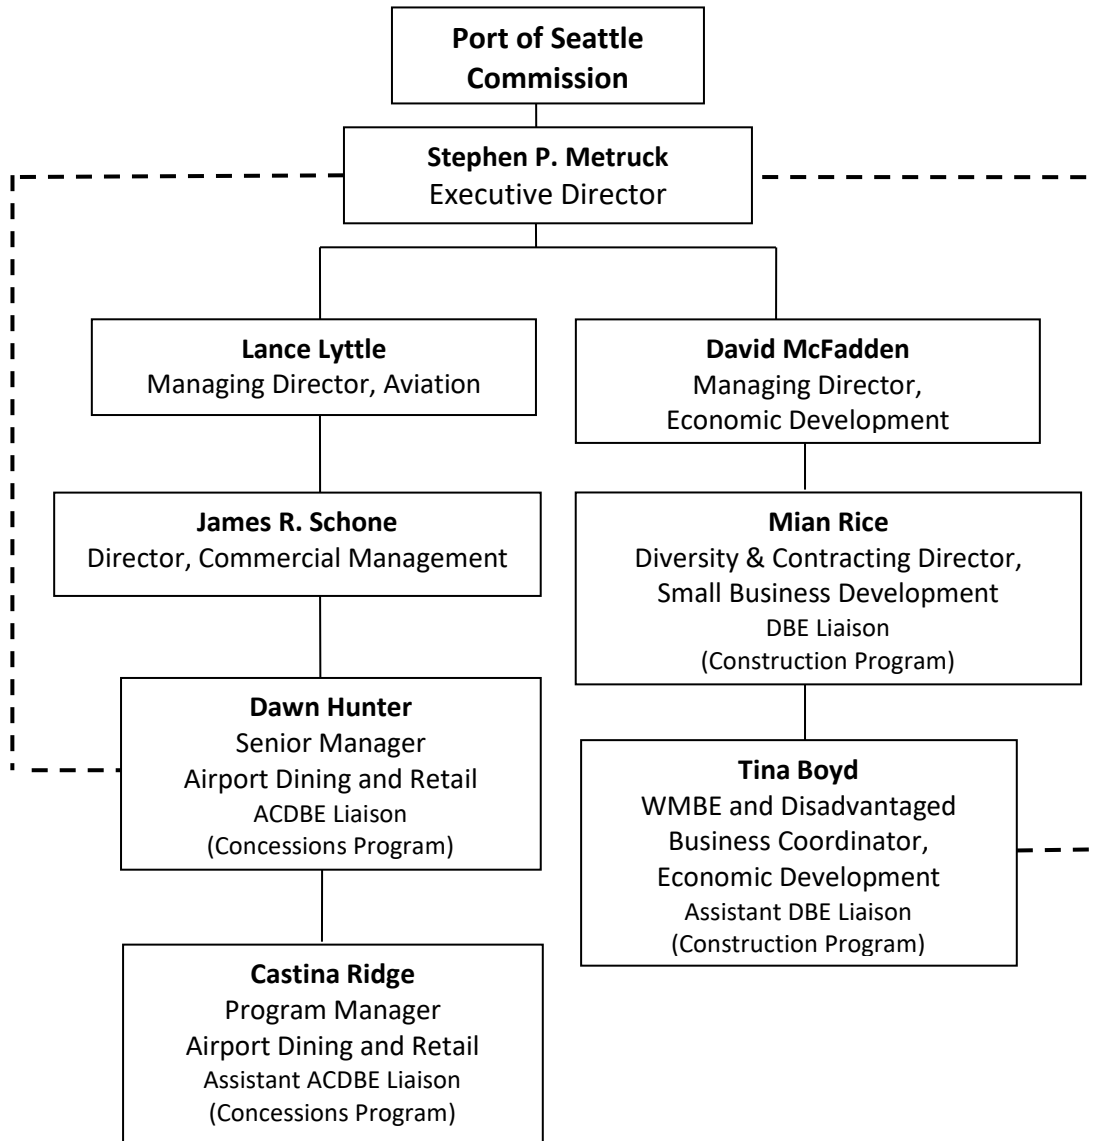 Port of Seattle
Commission
Stephen P. Metruck
Executive Director
Lance Lyttle
Managing Director, Aviation
David McFadden
Managing Director,
Economic Development
James R. Schone
Director, Commercial Management
Mian Rice
Diversity & Contracting Director,
Small Business Development
DBE Liaison
(Construction Program)
Dawn Hunter
Senior Manager
Airport Dining and Retail
ACDBE Liaison
(Concessions Program)
Tina Boyd
WMBE and Disadvantaged
Business Coordinator,
Economic Development
Assistant DBE Liaison
(Construction Program)
Castina Ridge
Program Manager
Airport Dining and Retail
Assistant ACDBE Liaison
(Concessions Program)